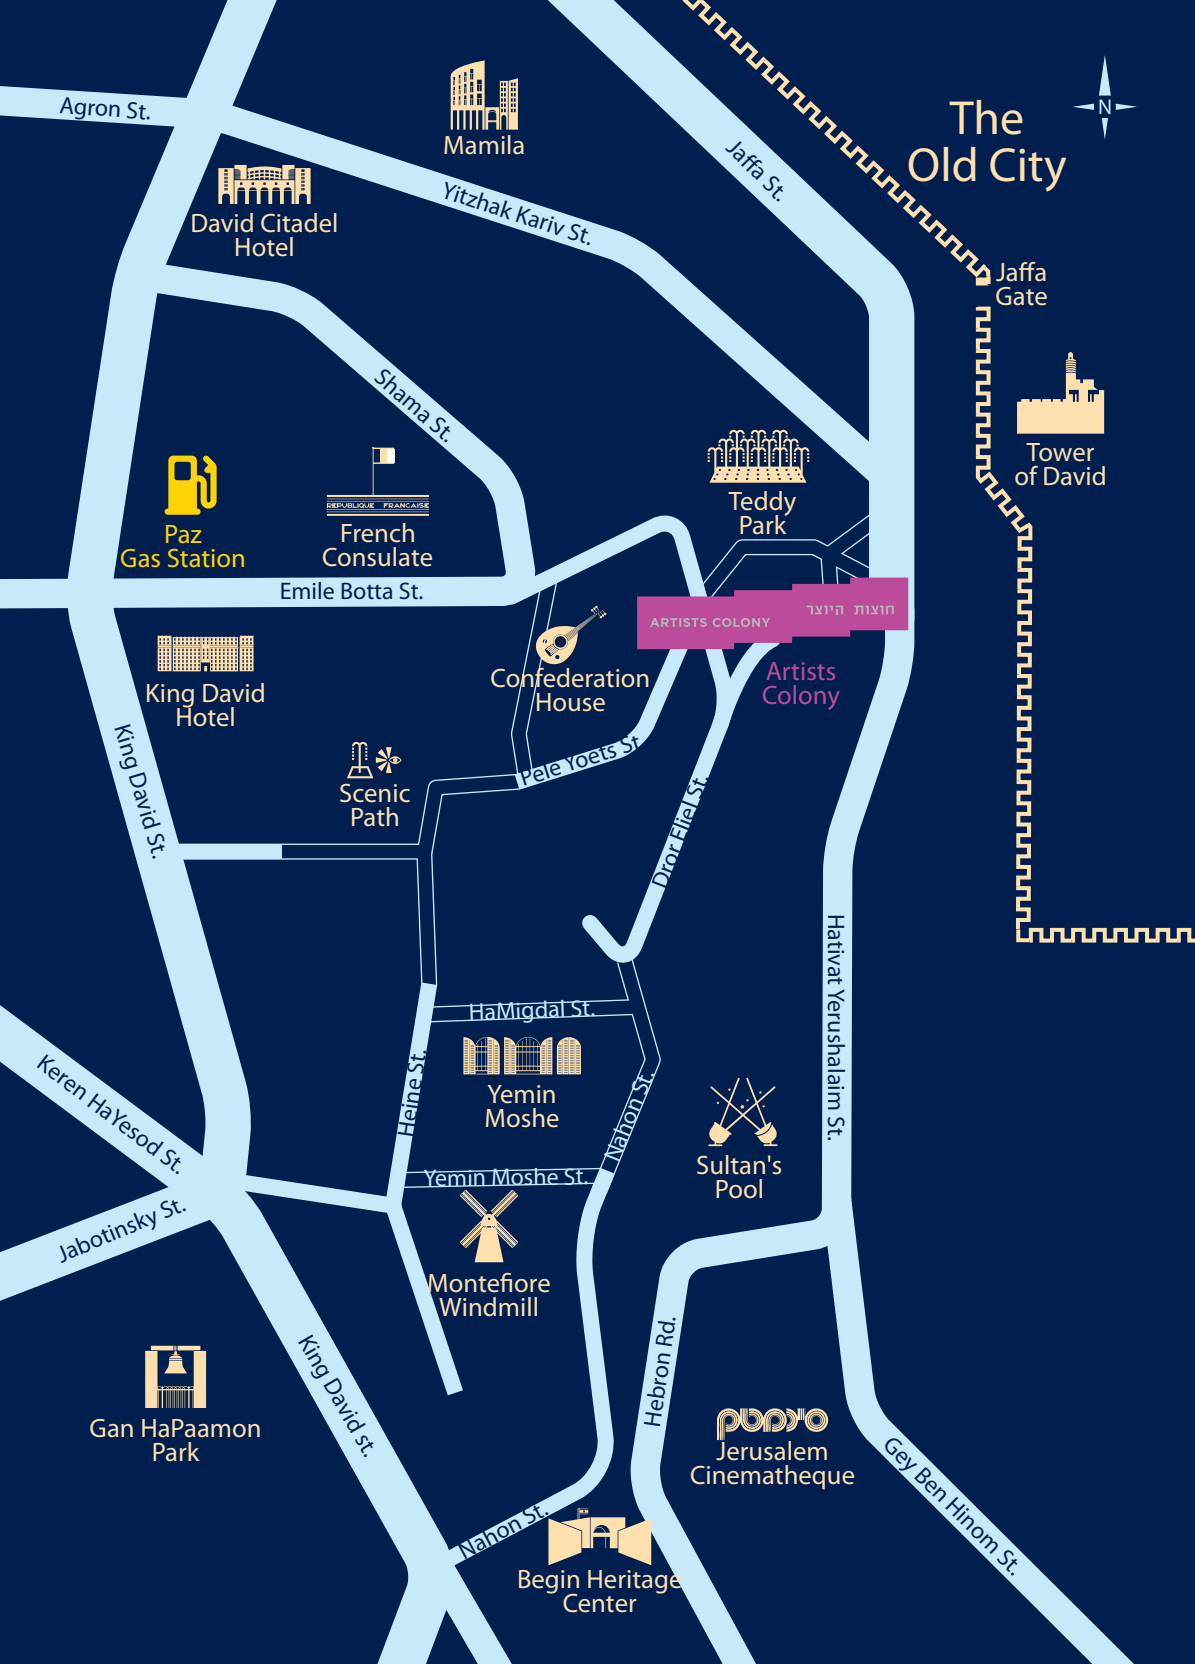 Agron St.
Mamila
Jaffa St.
The
Old City
N
David Citadel
Hotel
Yitzhak Kariv St.
Jaffa
Gate
Shama St.
Tower
of David
Teddy
Park
Paz
Gas Station
REPUBLIQUE FRANCAISE
French
Consulate
Emile Botta St.
ARTISTS COLONY
חוצות היוצר
Artists
Colony
King David
Hotel
Confederation
House
King David St.
Pele Yoets St
Scenic
Path
Dror Eliel St.
Hativat Yerushalaim St.
HaMigdal St.
Heine St.
Yemin
Moshe
Nahon St.
Keren HaYesod St.
Sultan's
Pool
Yemin Moshe St.
Jabotinsky St.
Montefiore
Windmill
King David st.
Hebron Rd.
Gan HaPaamon
Park
סינמטק
Jerusalem
Cinematheque
Gey Ben Hinom St.
Nahon St.
Begin Heritage
Center